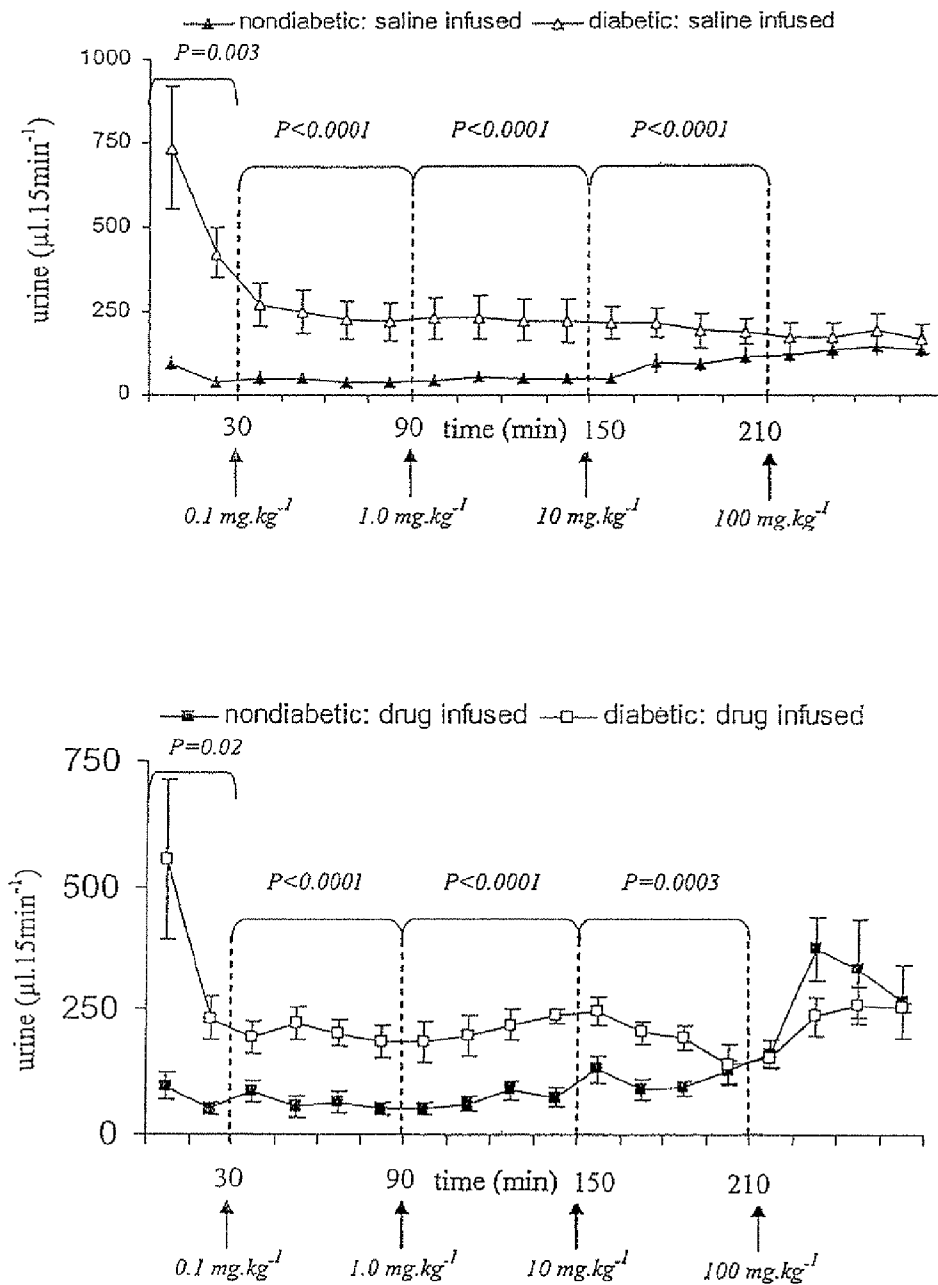 nondiabetic: saline infused diabetic: saline infused
P=0.003
1000
P<0.0001 P<0.0001 P<0.0001
750
500
250
0
urine (µl.15min-1)
30 90 time (min) 150 210
0.1 mg.kg-1 1.0 mg.kg-1 10 mg.kg-1 100 mg.kg-1
nondiabetic: drug infused diabetic: drug infused
P=0.02
750
P<0.0001 P<0.0001 P=0.0003
500
250
0
urine (µl.15min-1)
30 90 time (min) 150 210
0.1 mg.kg-1 1.0 mg.kg-1 10 mg.kg-1 100 mg.kg-1